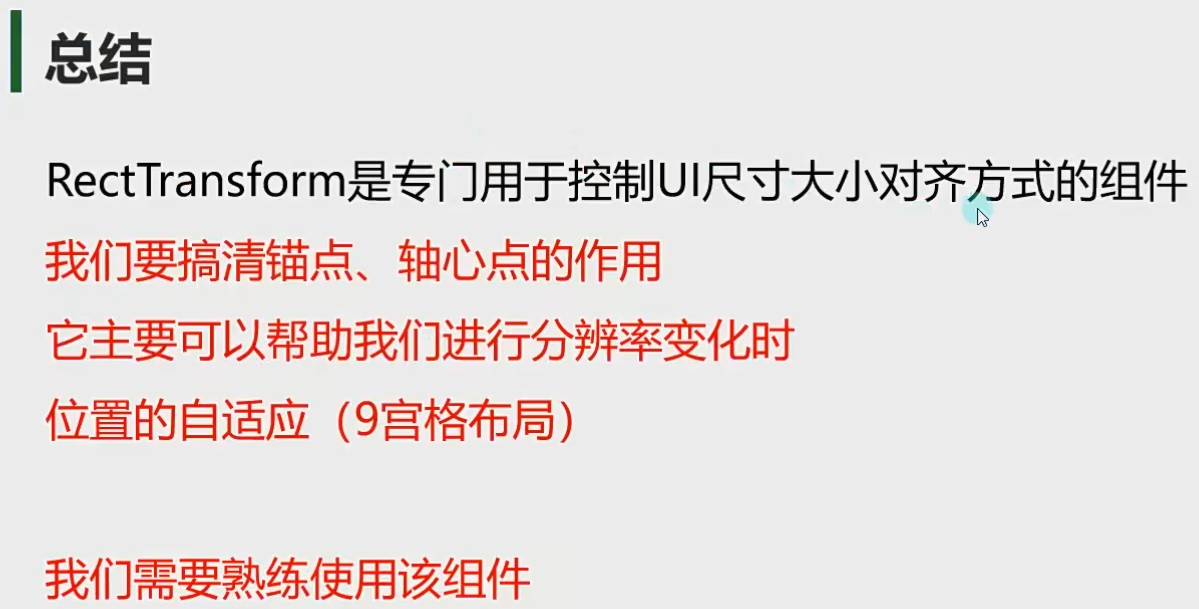 总结
RectTransform是专门用于控制UI尺寸大小对齐方式的组件
我们要搞清锚点、轴心点的作用
它主要可以帮助我们进行分辨率变化时
位置的自适应（9宫格布局）
我们需要熟练使用该组件